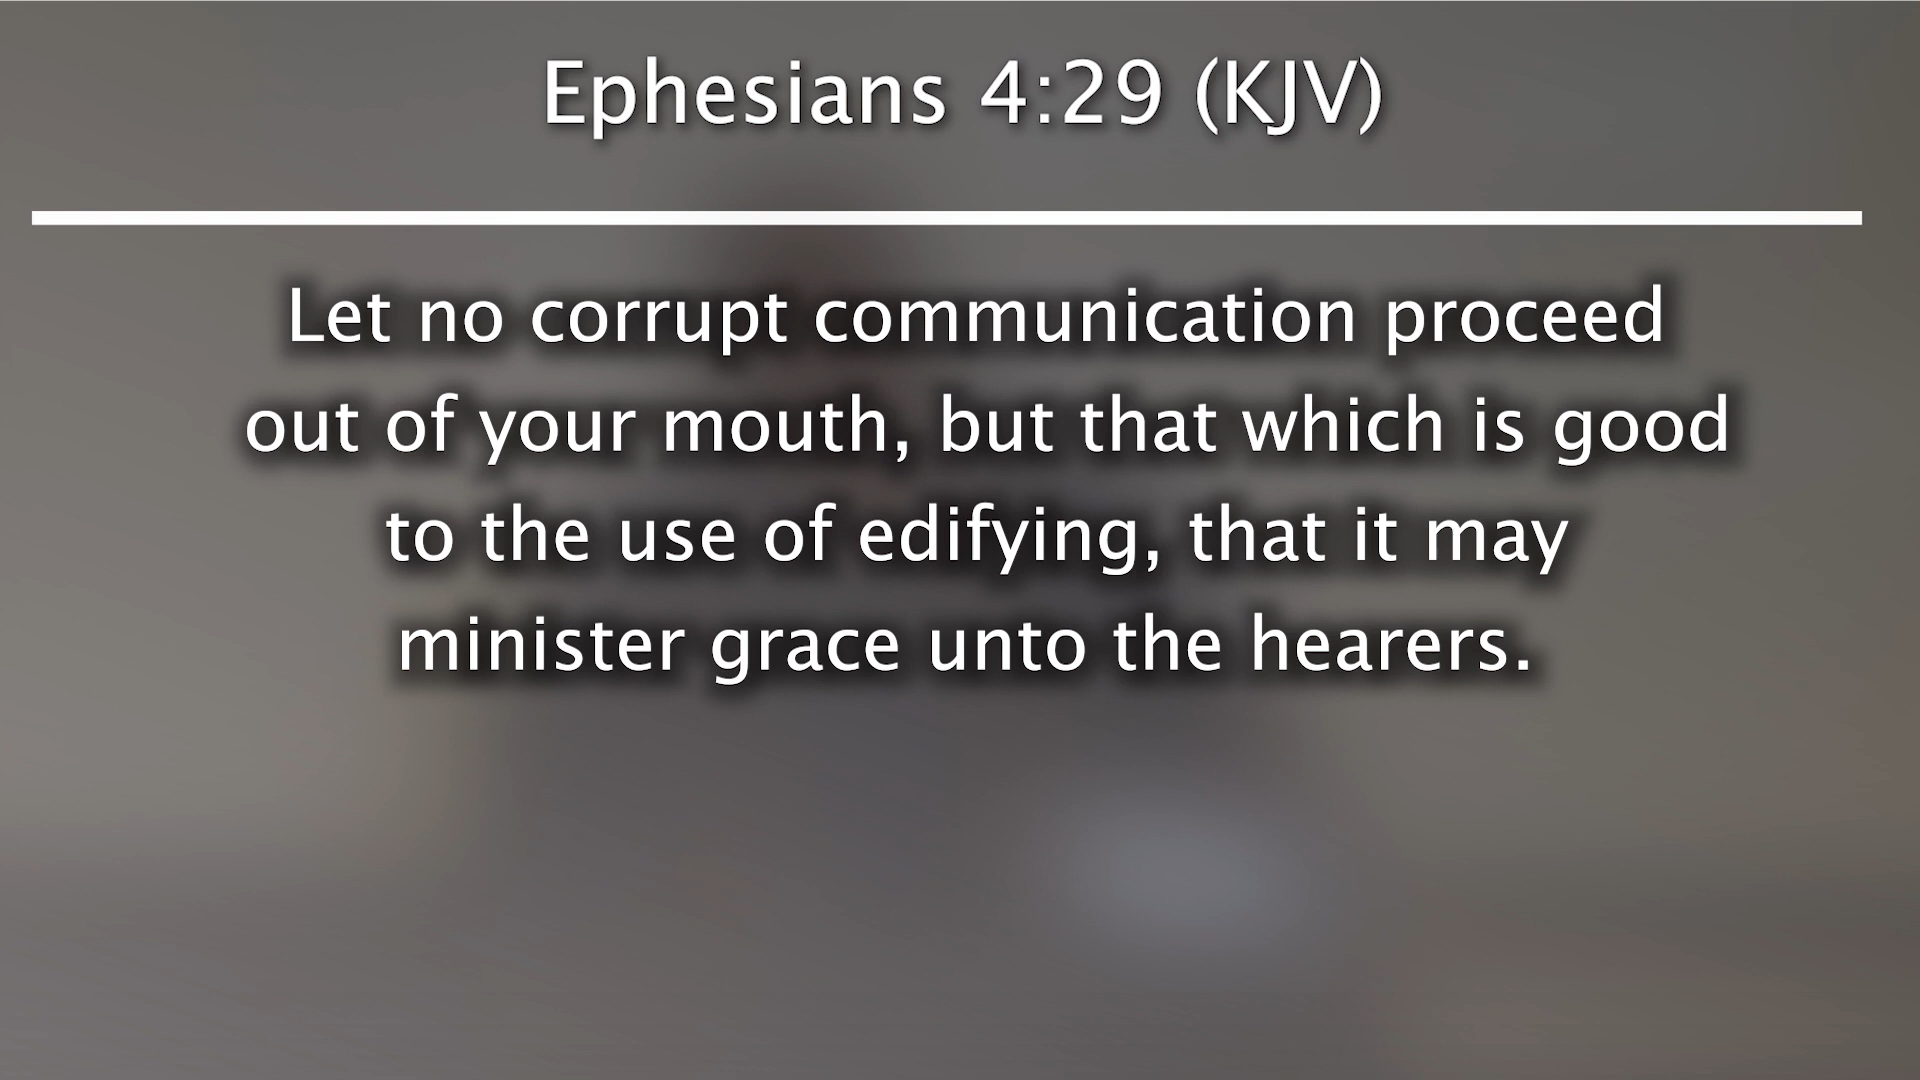 Ephesians 4:29 (KJV)
Let no corrupt communication proceed
out of your mouth, but that which is good
to the use of edifying, that it may
minister grace unto the hearers.